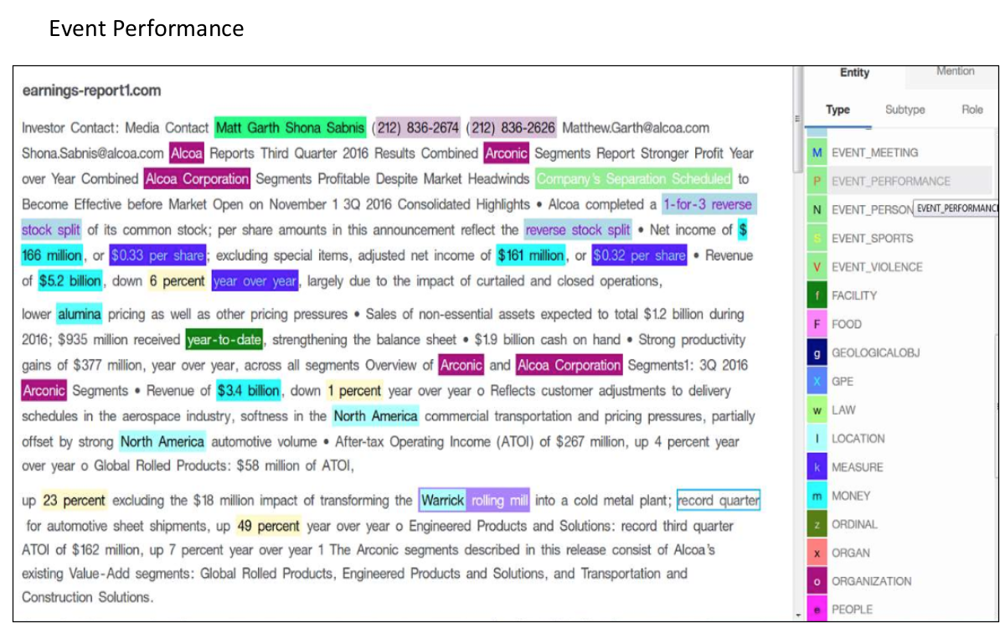 Event Performance
earnings-report1.com
Investor Contact: Media Contact Matt Garth Shona Sabnis (212) 836-2674 (212) 836-2626 Matthew.Garth@alcoa.com
Shona.Sabnis@alcoa.com Alcoa Reports Third Quarter 2016 Results Combined Arconic Segments Report Stronger Profit Year
over Year Combined Alcoa Corporation Segments Profitable Despite Market Headwinds Company's Separation Scheduled to
Become Effective before Market Open on November 1 3Q 2016 Consolidated Highlights • Alcoa completed a 1-for-3 reverse
stock split of its common stock; per share amounts in this announcement reflect the reverse stock split • Net income of $
166 million, or $0.33 per share; excluding special items, adjusted net income of $161 million, or $0.32 per share • Revenue
of $5.2 billion, down 6 percent year over year, largely due to the impact of curtailed and closed operations,
lower alumina pricing as well as other pricing pressures • Sales of non-essential assets expected to total $1.2 billion during
2016; $935 million received year-to-date, strengthening the balance sheet • $1.9 billion cash on hand • Strong productivity
gains of $377 million, year over year, across all segments Overview of Arconic and Alcoa Corporation Segments1: 3Q 2016
Arconic Segments • Revenue of $3.4 billion, down 1 percent year over year o Reflects customer adjustments to delivery
schedules in the aerospace industry, softness in the North America commercial transportation and pricing pressures, partially
offset by strong North America automotive volume • After-tax Operating Income (ATOI) of $267 million, up 4 percent year
over year o Global Rolled Products: $58 million of ATOI,
up 23 percent excluding the $18 million impact of transforming the Warrick rolling mill into a cold metal plant; record quarter
for automotive sheet shipments, up 49 percent year over year o Engineered Products and Solutions: record third quarter
ATOI of $162 million, up 7 percent year over year 1 The Arconic segments described in this release consist of Alcoa's
existing Value-Add segments: Global Rolled Products, Engineered Products and Solutions, and Transportation and
Construction Solutions.
Entity Mention
Type Subtype Role
M EVENT_MEETING
P EVENT_PERFORMANCE
N EVENT_PERSON EVENT_PERFORMANC
S EVENT_SPORTS
V EVENT_VIOLENCE
f FACILITY
F FOOD
g GEOLOGICALOBJ
X GPE
w LAW
l LOCATION
k MEASURE
m MONEY
z ORDINAL
x ORGAN
o ORGANIZATION
e PEOPLE